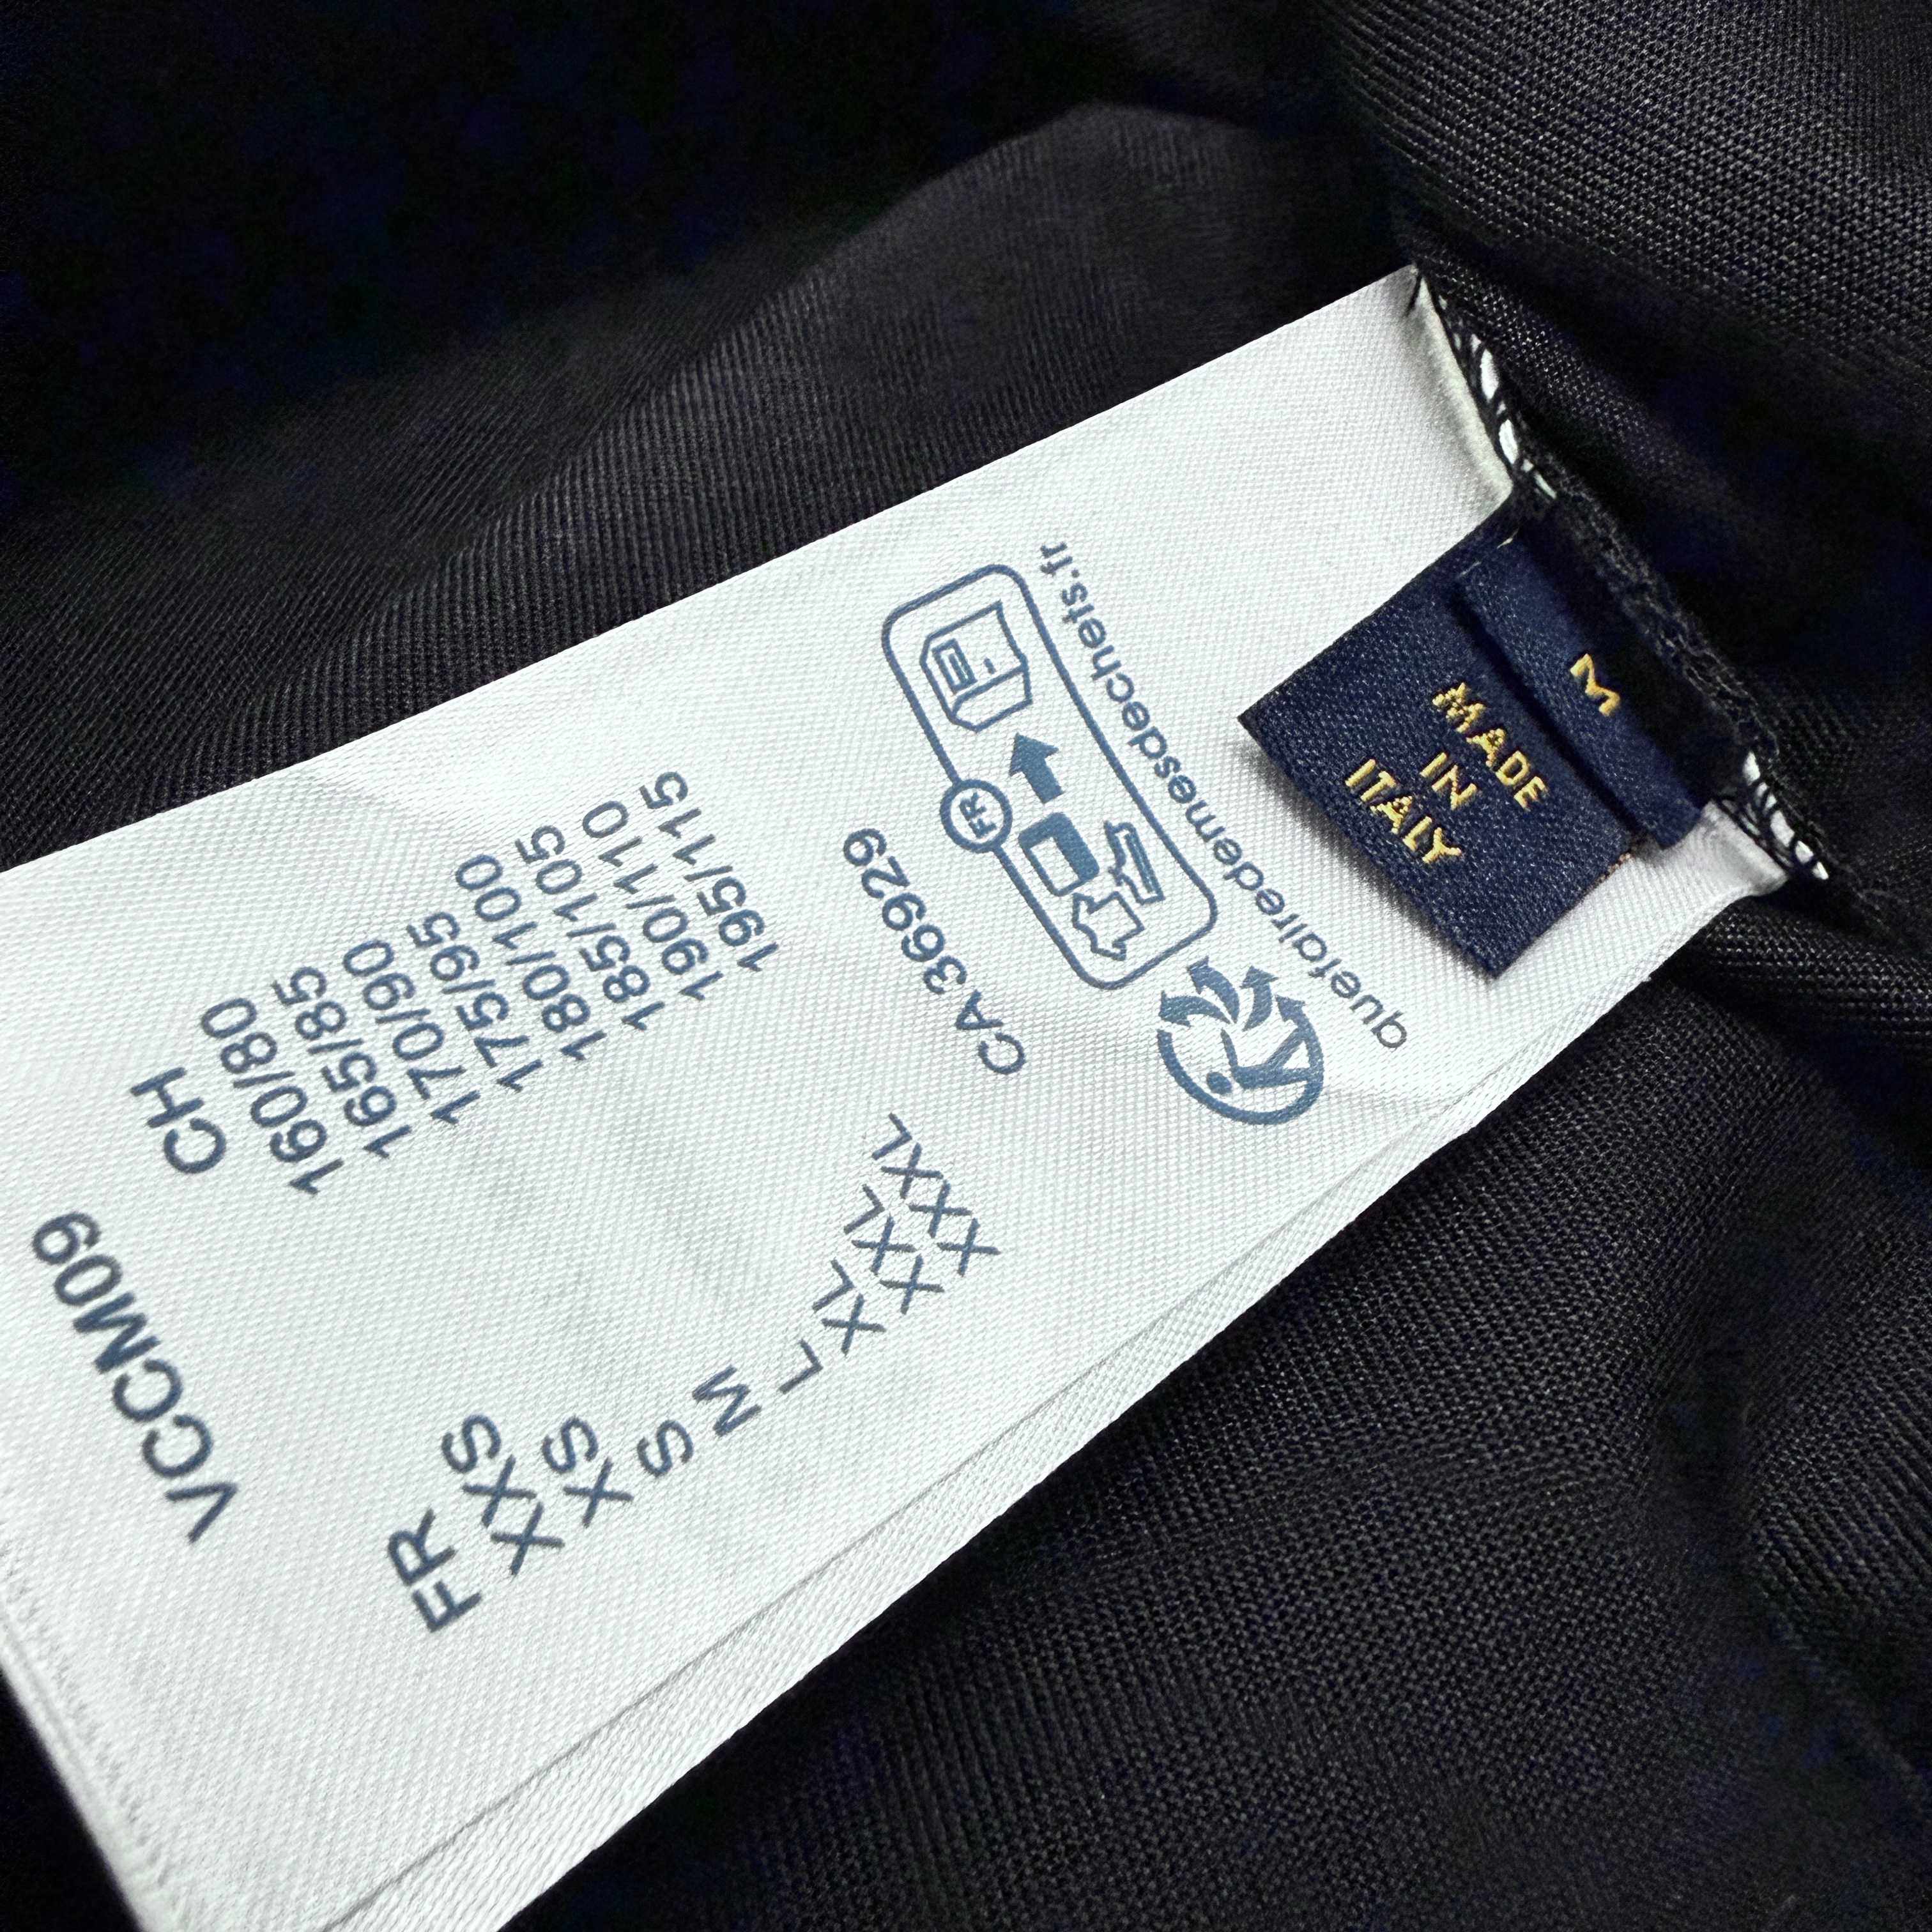 M
MADE
IN
ITALY
VCCM09
FR CH
XXS 160/80
XS 165/85
S 170/90
M 175/95
L 180/100
XL 185/105
XXL 190/110
XXXL 195/115
CA 36929
FR
quefairedemesdechets.fr